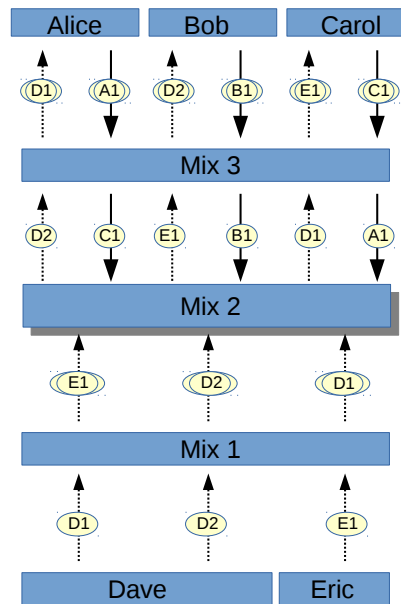 Alice Bob Carol
D1 A1 D2 B1 E1 C1
Mix 3
D2 C1 E1 B1 D1 A1
Mix 2
E1 D2 D1
Mix 1
D1 D2 E1
Dave Eric